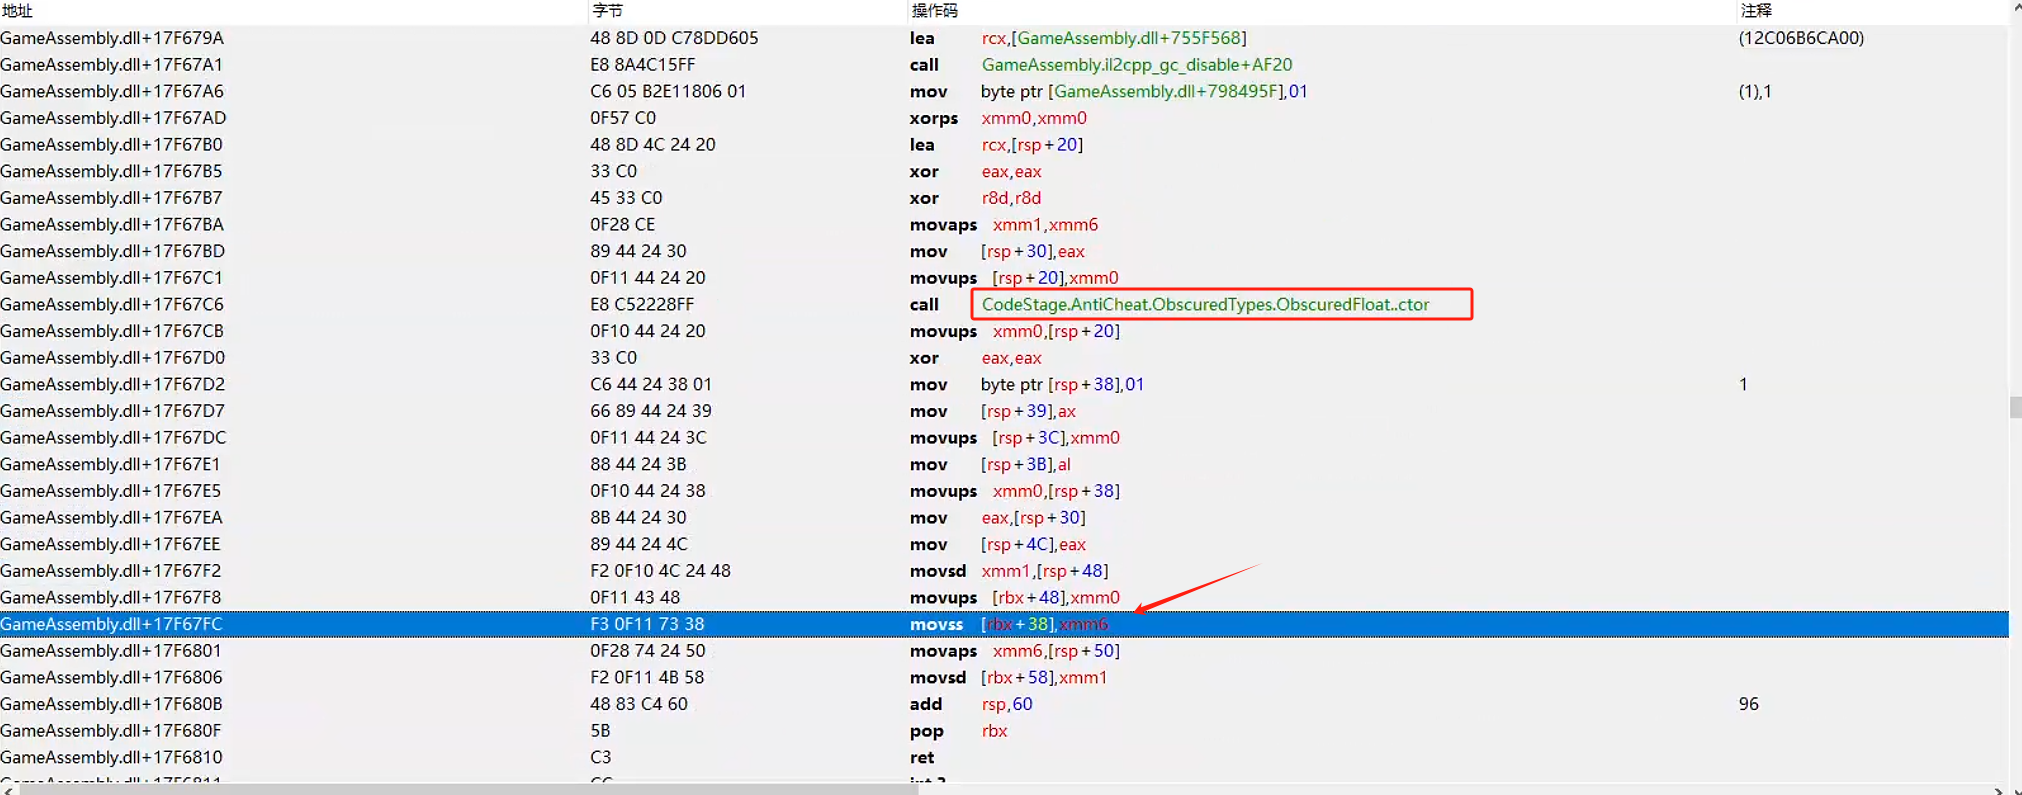 地址 字节 操作码 注释
GameAssembly.dll+17F679A 48 8D 0D C78DD605 lea rcx,[GameAssembly.dll+755F568] (12C06B6CA00)
GameAssembly.dll+17F67A1 E8 8A4C15FF call GameAssembly.il2cpp_gc_disable+AF20
GameAssembly.dll+17F67A6 C6 05 B2E11806 01 mov byte ptr [GameAssembly.dll+798495F],01 (1),1
GameAssembly.dll+17F67AD 0F57 C0 xorps xmm0,xmm0
GameAssembly.dll+17F67B0 48 8D 4C 24 20 lea rcx,[rsp+20]
GameAssembly.dll+17F67B5 33 C0 xor eax,eax
GameAssembly.dll+17F67B7 45 33 C0 xor r8d,r8d
GameAssembly.dll+17F67BA 0F28 CE movaps xmm1,xmm6
GameAssembly.dll+17F67BD 89 44 24 30 mov [rsp+30],eax
GameAssembly.dll+17F67C1 0F11 44 24 20 movups [rsp+20],xmm0
GameAssembly.dll+17F67C6 E8 C52228FF call CodeStage.AntiCheat.ObscuredTypes.ObscuredFloat..ctor
GameAssembly.dll+17F67CB 0F10 44 24 20 movups xmm0,[rsp+20]
GameAssembly.dll+17F67D0 33 C0 xor eax,eax
GameAssembly.dll+17F67D2 C6 44 24 38 01 mov byte ptr [rsp+38],01 1
GameAssembly.dll+17F67D7 66 89 44 24 39 mov [rsp+39],ax
GameAssembly.dll+17F67DC 0F11 44 24 3C movups [rsp+3C],xmm0
GameAssembly.dll+17F67E1 88 44 24 3B mov [rsp+3B],al
GameAssembly.dll+17F67E5 0F10 44 24 38 movups xmm0,[rsp+38]
GameAssembly.dll+17F67EA 8B 44 24 30 mov eax,[rsp+30]
GameAssembly.dll+17F67EE 89 44 24 4C mov [rsp+4C],eax
GameAssembly.dll+17F67F2 F2 0F10 4C 24 48 movsd xmm1,[rsp+48]
GameAssembly.dll+17F67F8 0F11 43 48 movups [rbx+48],xmm0
GameAssembly.dll+17F67FC F3 0F11 73 38 movss [rbx+38],xmm6
GameAssembly.dll+17F6801 0F28 74 24 50 movaps xmm6,[rsp+50]
GameAssembly.dll+17F6806 F2 0F11 4B 58 movsd [rbx+58],xmm1
GameAssembly.dll+17F680B 48 83 C4 60 add rsp,60 96
GameAssembly.dll+17F680F 5B pop rbx
GameAssembly.dll+17F6810 C3 ret